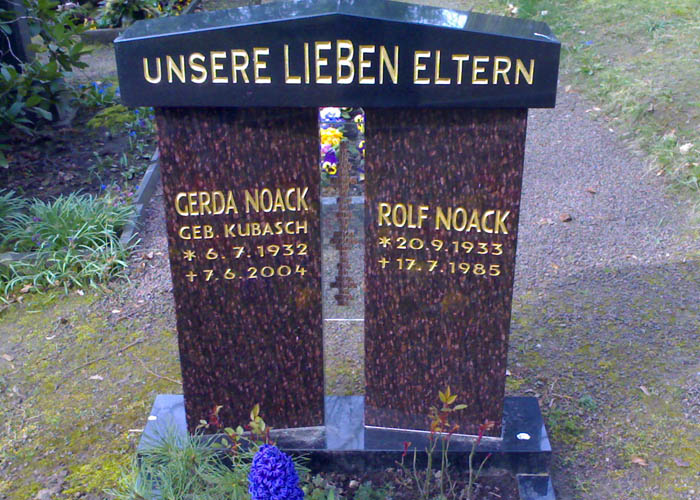 UNSERE LIEBEN ELTERN
GERDA NOACK
GEB. KUBASCH
* 6. 7. 1932
+ 7. 6. 2004
ROLF NOACK
* 20. 9. 1933
+ 17. 7. 1985